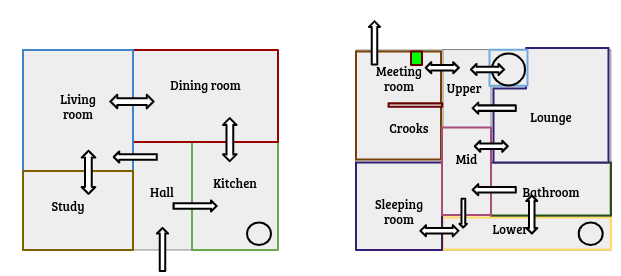 Dining room
Living
room
Hall
Kitchen
Study
Meeting
room
Upper
Crooks
Lounge
Mid
Bathroom
Sleeping
room
Lower